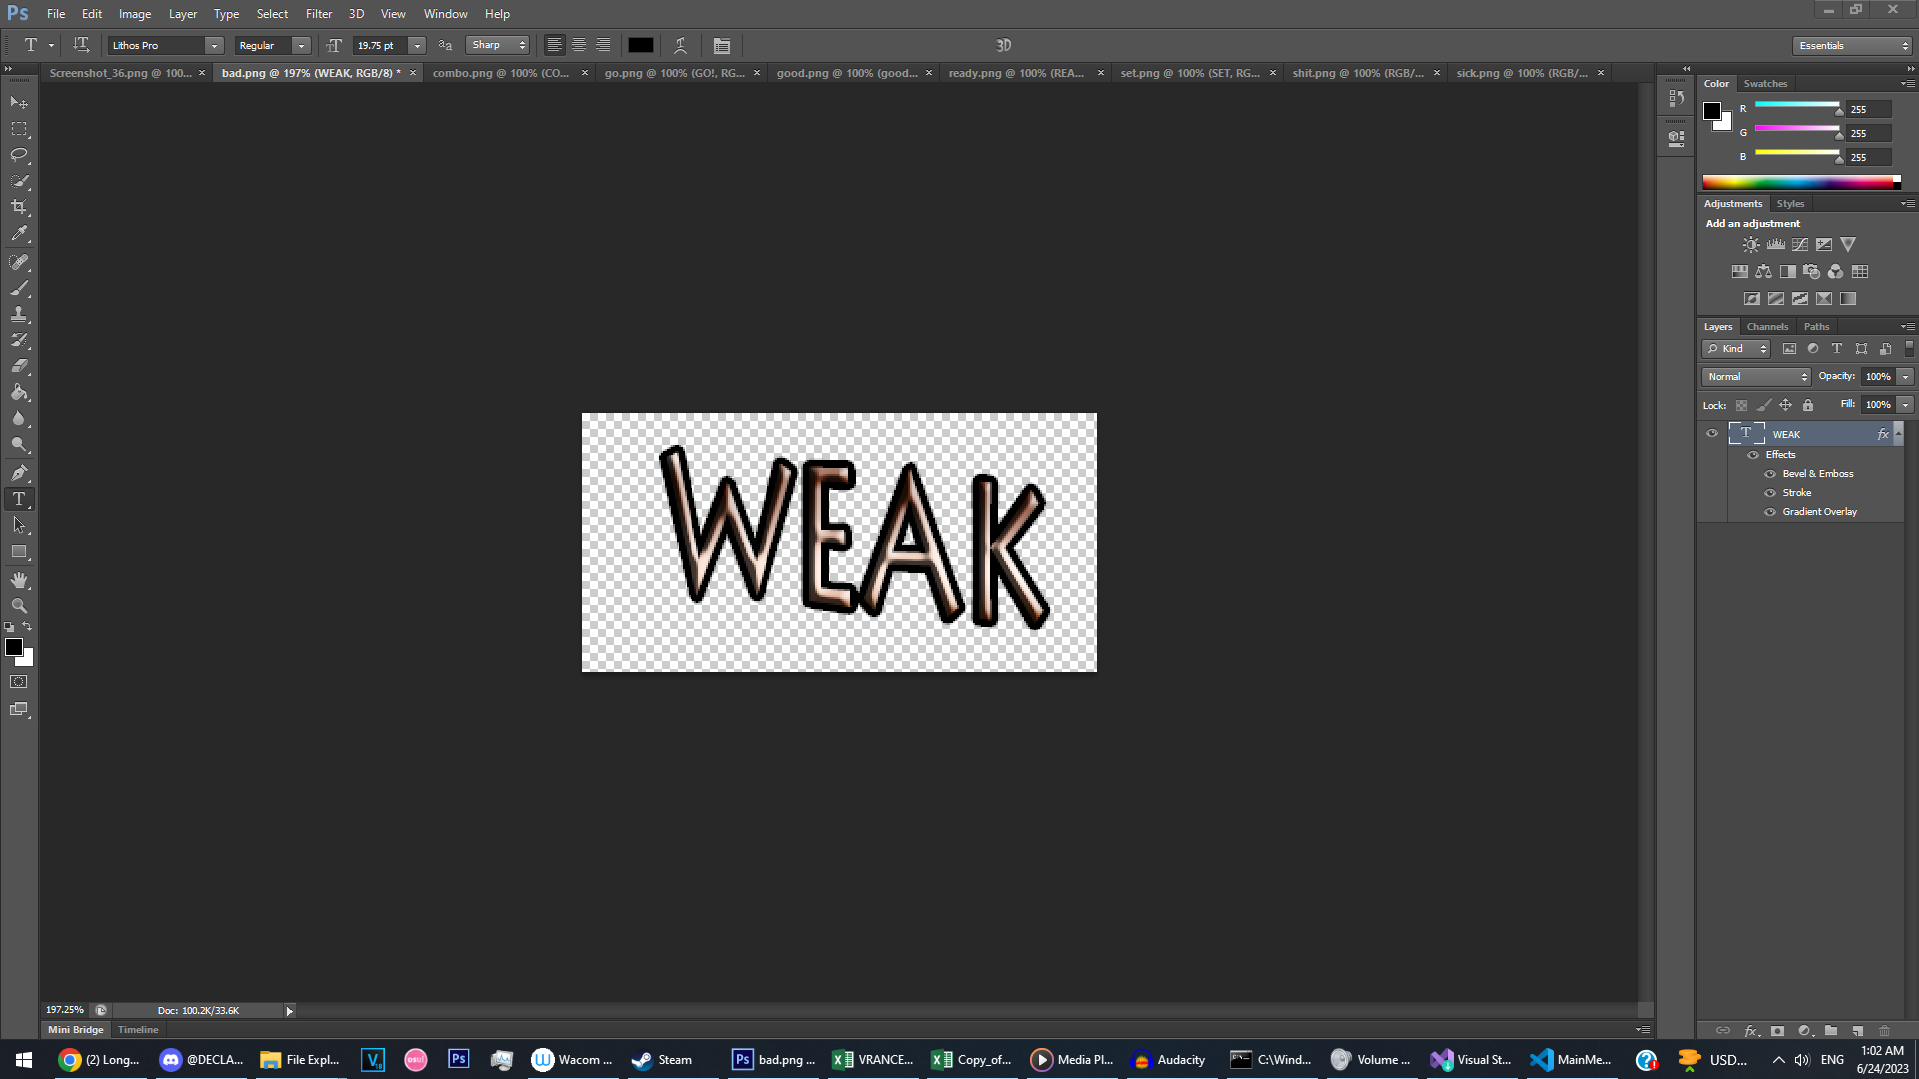 Ps File Edit Image Layer Type Select Filter 3D View Window Help
T Lithos Pro Regular 19.75 pt Sharp 3D Essentials
Screenshot_36.png @ 100... × bad.png @ 197% (WEAK, RGB/8) * × combo.png @ 100% (CO... × go.png @ 100% (GO!, RG... × good.png @ 100% (good... × ready.png @ 100% (REA... × set.png @ 100% (SET, RG... × shit.png @ 100% (RGB/... × sick.png @ 100% (RGB/... ×
Color Swatches
R 255
G 255
B 255
Adjustments Styles
Add an adjustment
Layers Channels Paths
Kind
Normal Opacity: 100%
Lock: Fill: 100%
T WEAK fx
Effects
Bevel & Emboss
Stroke
Gradient Overlay
WEAK
197.25% Doc: 100.2K/33.6K
Mini Bridge Timeline
(2) Long... @DECLA... File Expl... osu! Ps Wacom ... Steam bad.png ... VRANCE... Copy_of... Media Pl... Audacity C:\Wind... Volume ... Visual St... MainMe... USD... ENG 1:02 AM
6/24/2023